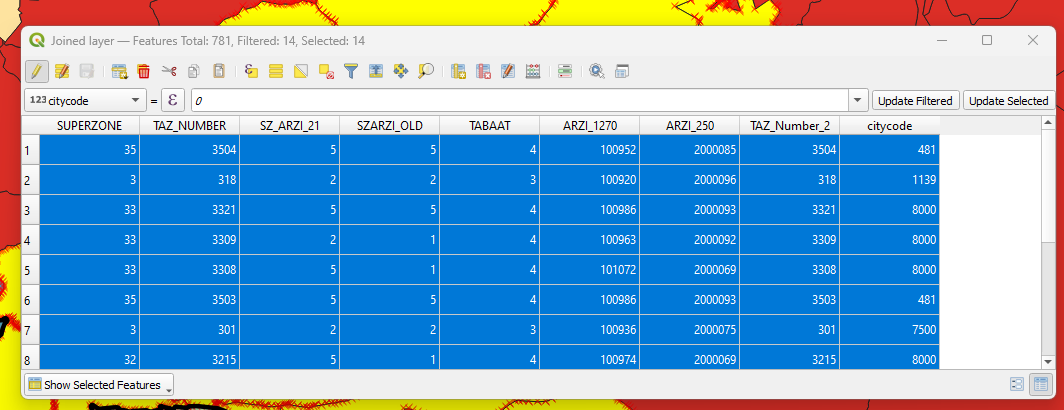 Joined layer — Features Total: 781, Filtered: 14, Selected: 14
123 citycode = ε 0 Update Filtered Update Selected
SUPERZONE TAZ_NUMBER SZ_ARZI_21 SZARZI_OLD TABAAT ARZI_1270 ARZI_250 TAZ_Number_2 citycode
1 35 3504 5 5 4 100952 2000085 3504 481
2 3 318 2 2 3 100920 2000096 318 1139
3 33 3321 5 5 4 100986 2000093 3321 8000
4 33 3309 2 1 4 100963 2000092 3309 8000
5 33 3308 5 1 4 101072 2000069 3308 8000
6 35 3503 5 5 4 100986 2000093 3503 481
7 3 301 2 2 3 100936 2000075 301 7500
8 32 3215 5 1 4 100974 2000069 3215 8000
Show Selected Features